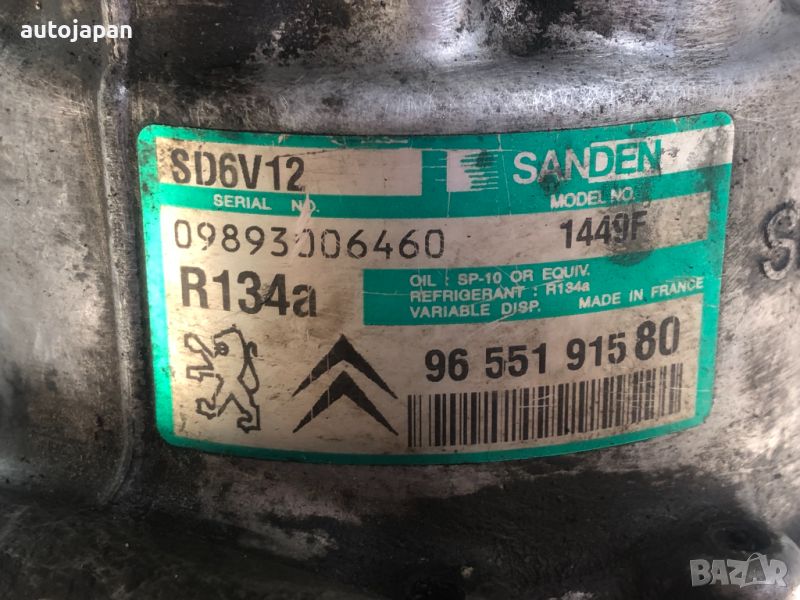 autojapan
SD6V12
SANDEN
SERIAL NO.
MODEL NO.
09893006460
1449F
R134a
OIL : SP-10 OR EQUIV.
REFRIGERANT : R134a
VARIABLE DISP.
MADE IN FRANCE
96 551 915 80
BAZAR